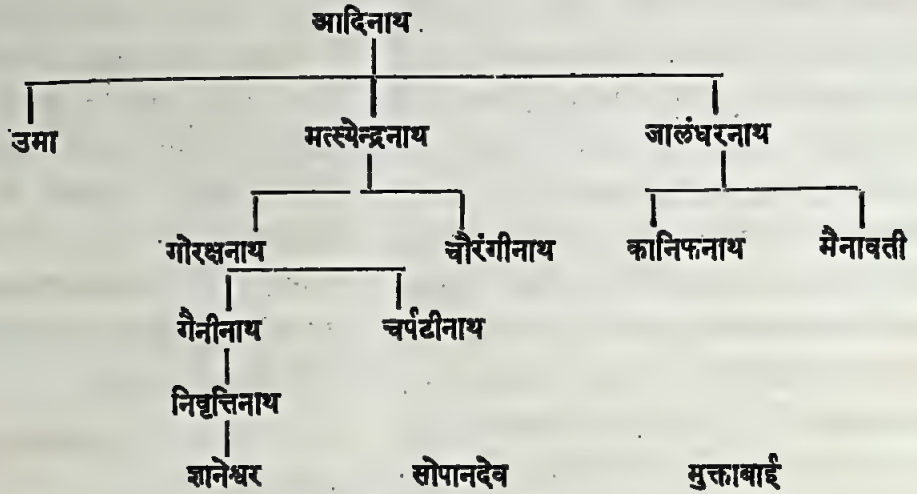 आदिनाथ
उमा मत्स्येन्द्रनाथ जालंधरनाथ
गोरक्षनाथ चौरंगीनाथ कानिफनाथ मैनावती
गैनीनाथ चर्पटीनाथ
निवृत्तिनाथ
ज्ञानेश्वर सोपानदेव मुक्ताबाई